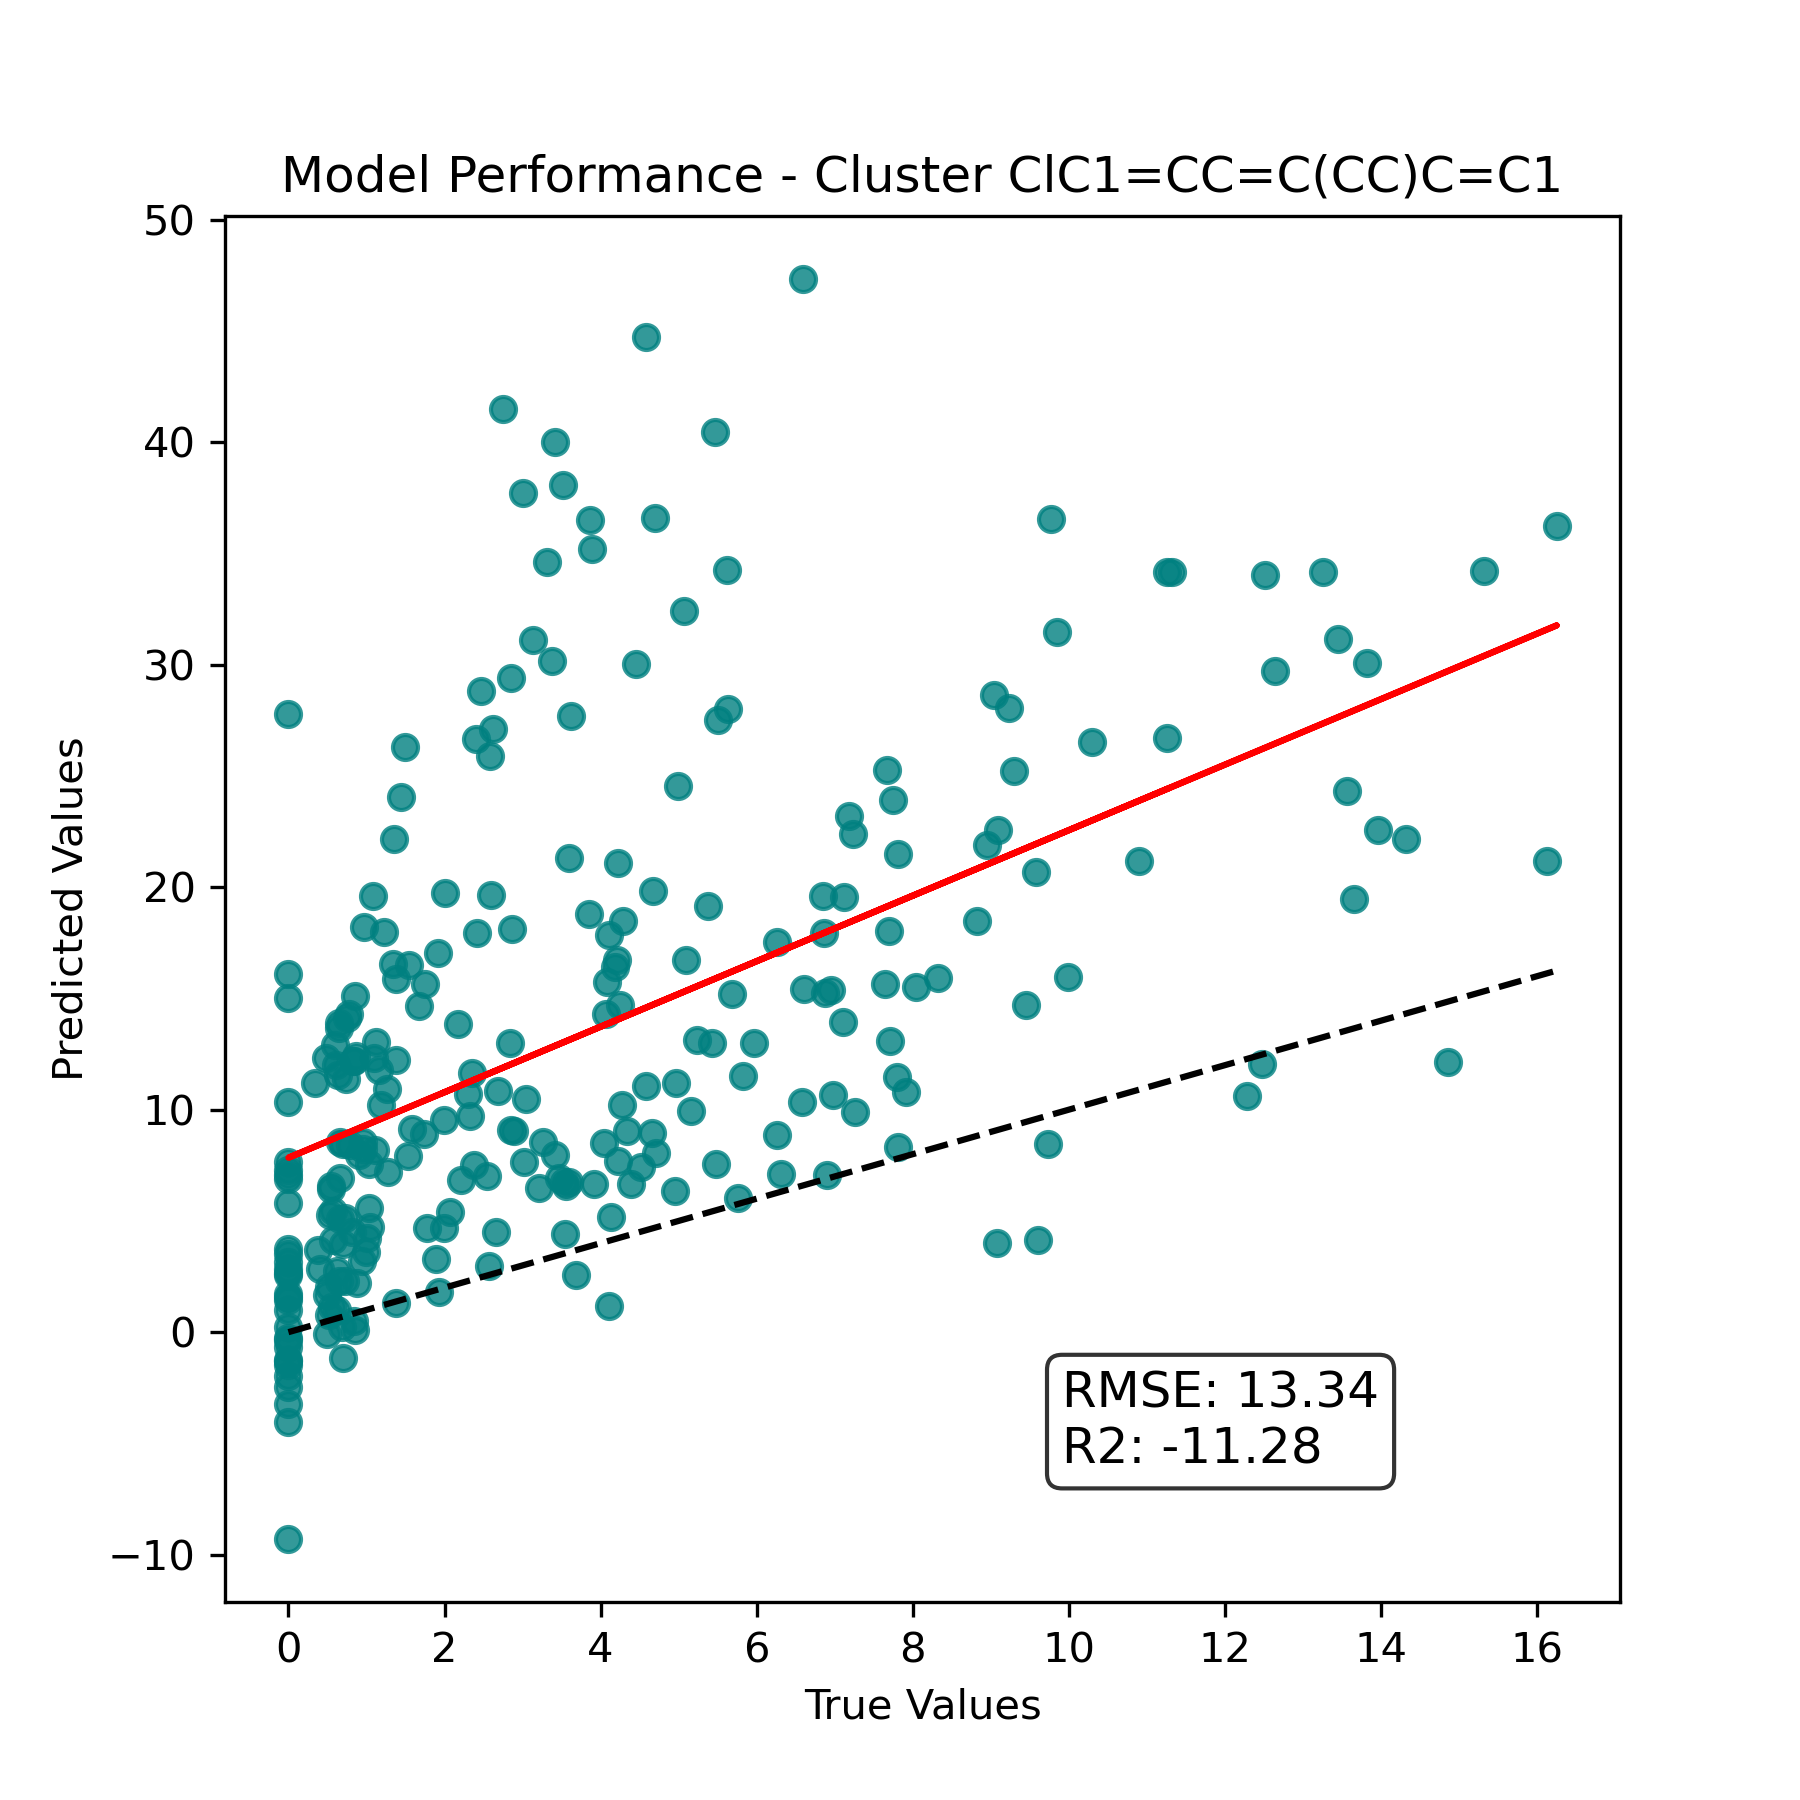 Model Performance - Cluster ClC1=CC=C(CC)C=C1
50
40
30
20
10
0
−10
Predicted Values
RMSE: 13.34
R2: -11.28
0 2 4 6 8 10 12 14 16
True Values